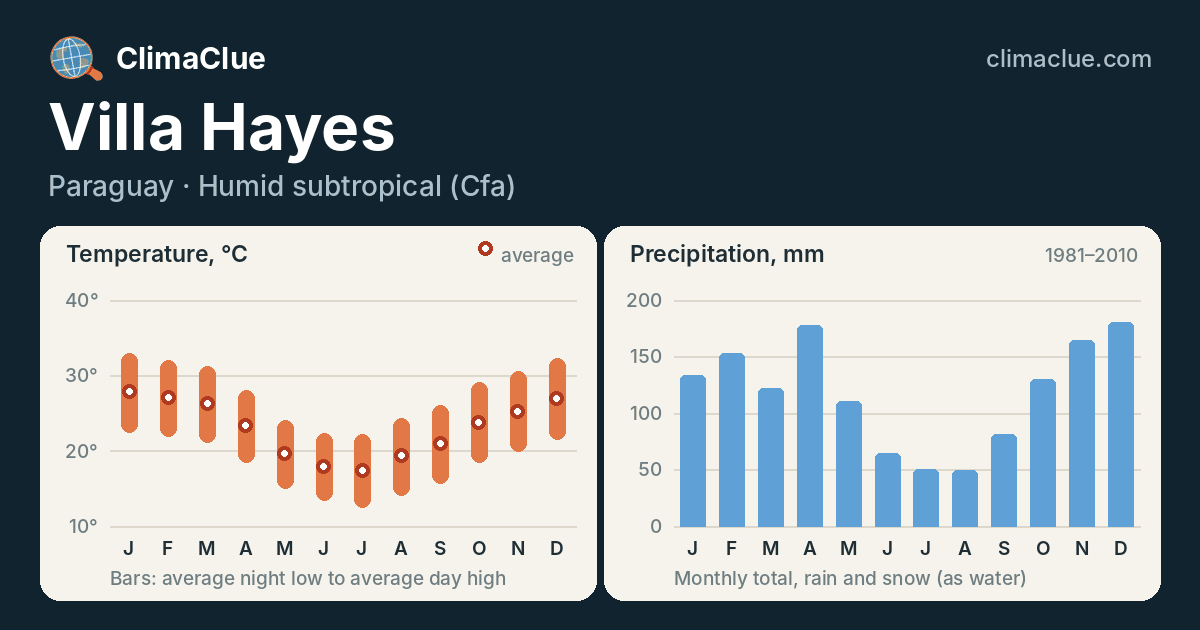 ClimaClue
climaclue.com
Villa Hayes
Paraguay · Humid subtropical (Cfa)
Temperature, °C
average
40°
30°
20°
10°
J F M A M J J A S O N D
Bars: average night low to average day high
Precipitation, mm
1981–2010
200
150
100
50
0
J F M A M J J A S O N D
Monthly total, rain and snow (as water)